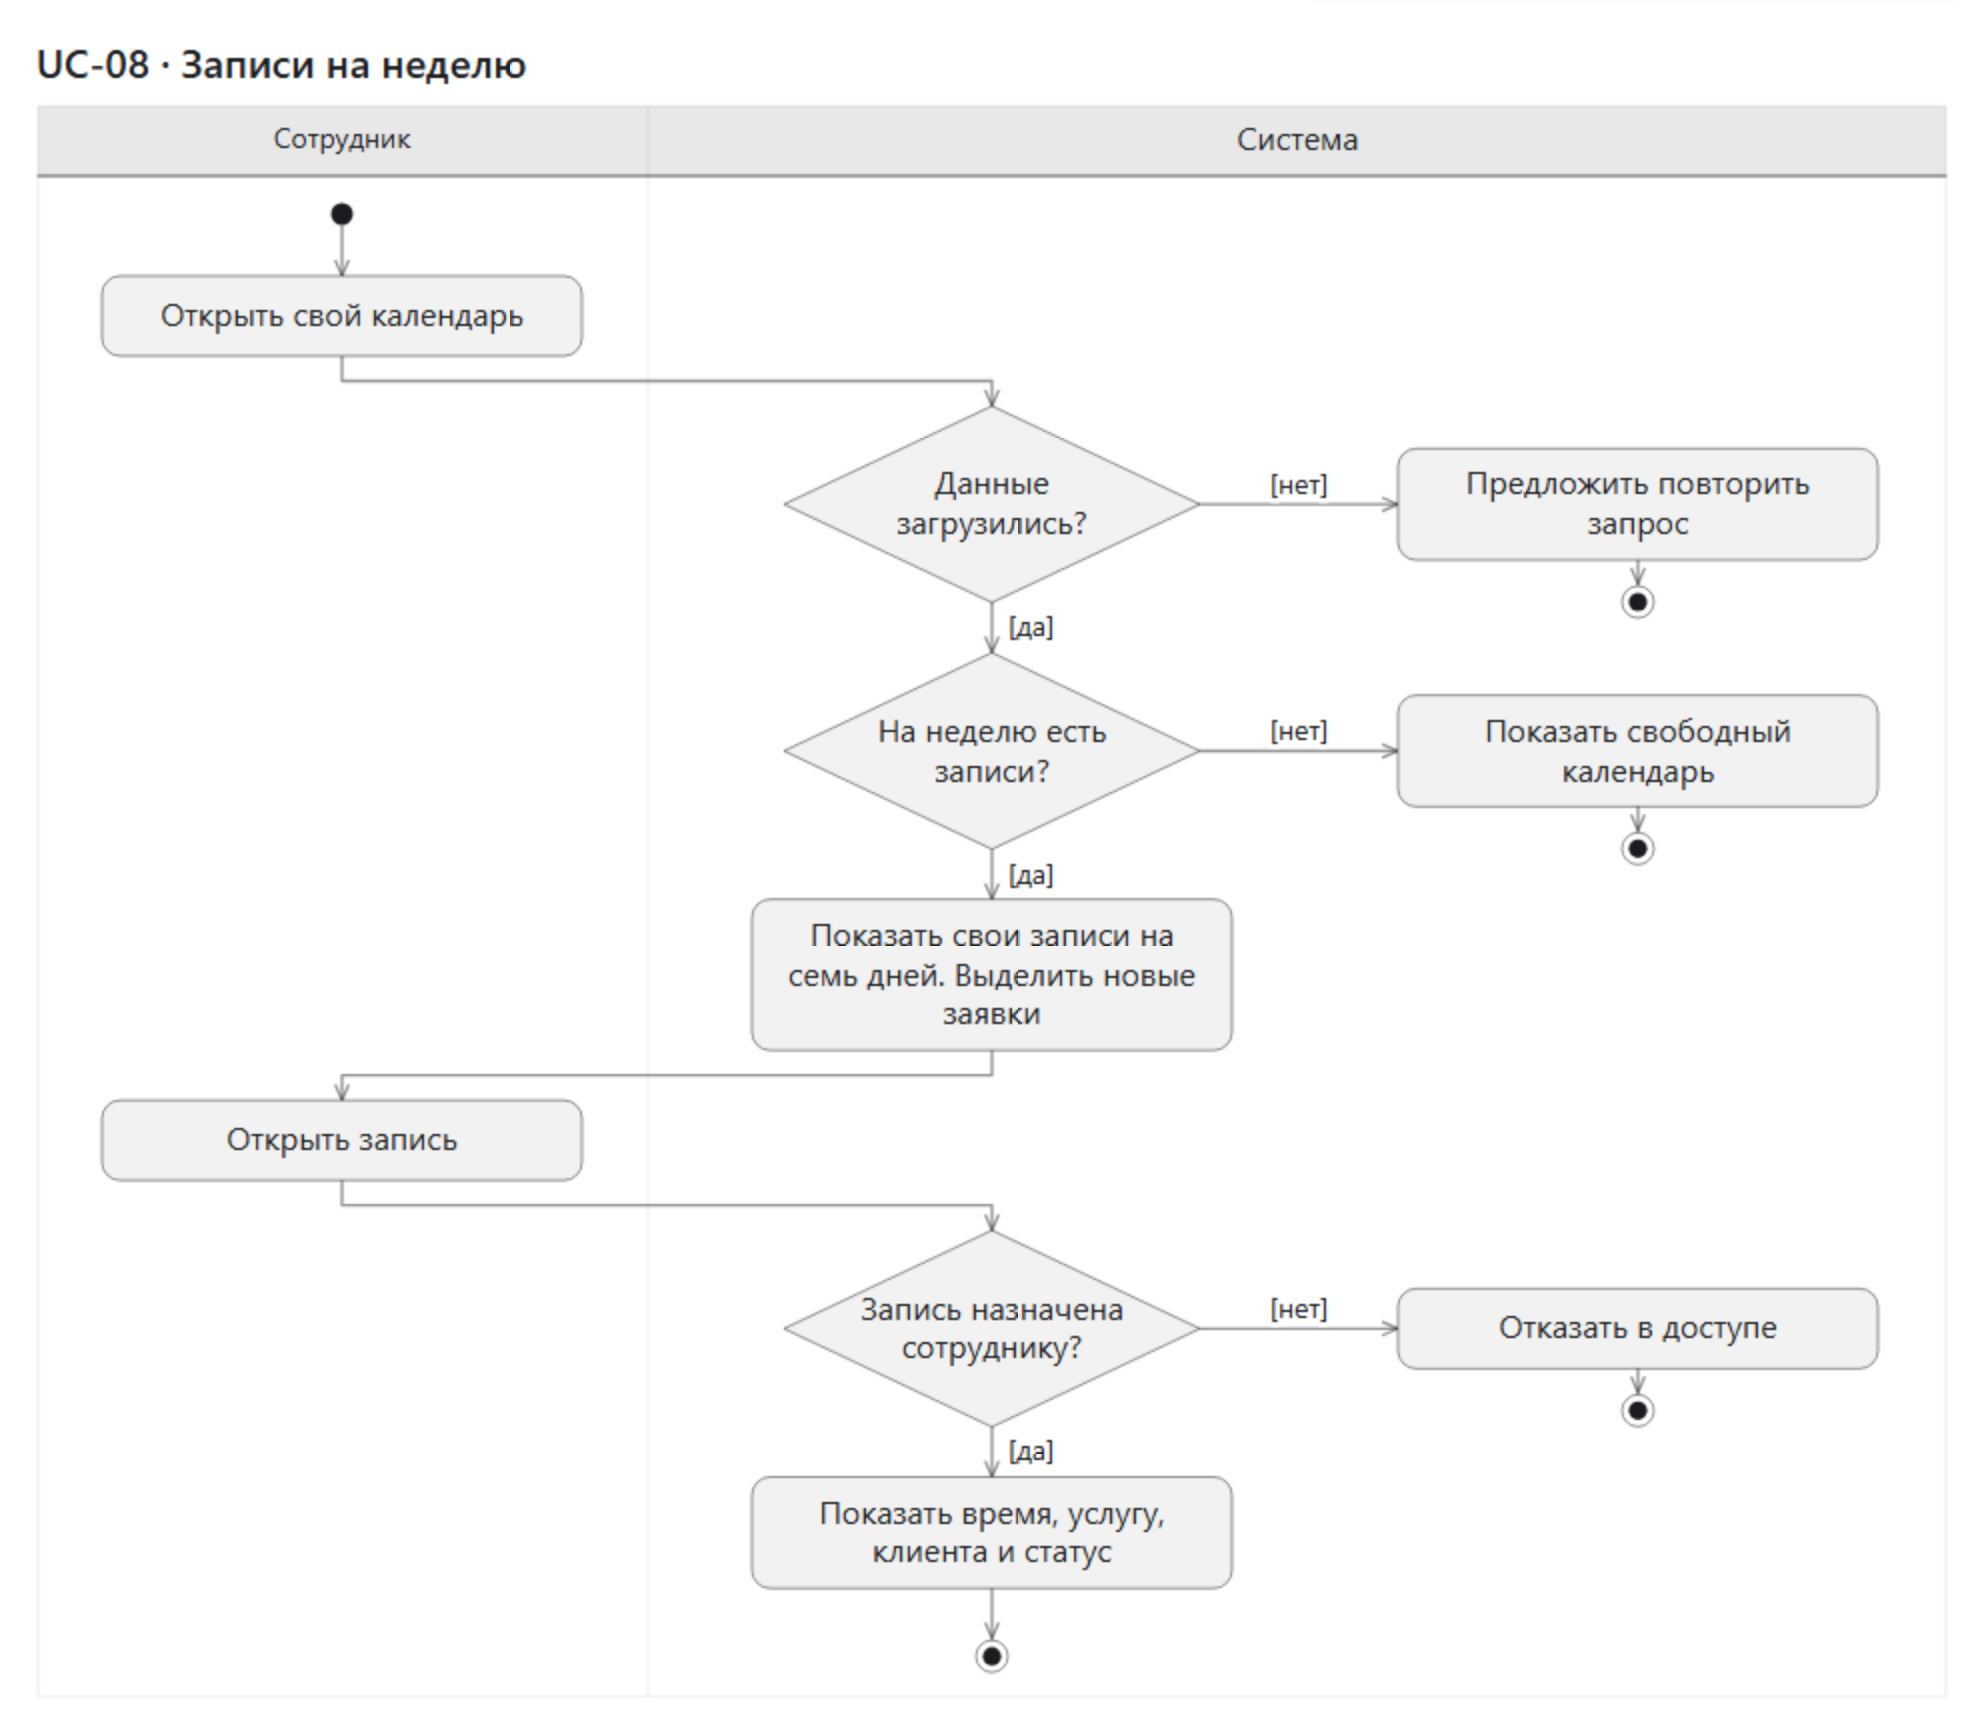 UC-08 · Записи на неделю
Сотрудник
Система
Открыть свой календарь
Данные
загрузились?
[нет]
Предложить повторить
запрос
[да]
На неделю есть
записи?
[нет]
Показать свободный
календарь
[да]
Показать свои записи на
семь дней. Выделить новые
заявки
Открыть запись
Запись назначена
сотруднику?
[нет]
Отказать в доступе
[да]
Показать время, услугу,
клиента и статус